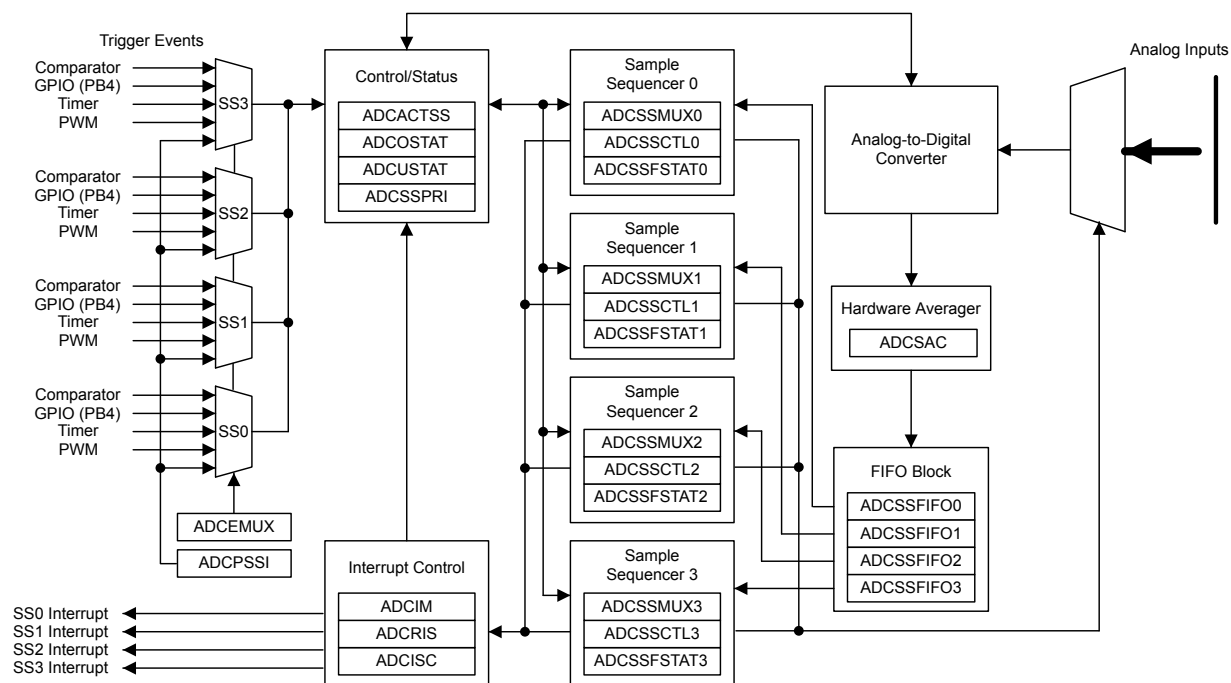 Trigger Events
Comparator
GPIO (PB4)
Timer
PWM
SS3
Comparator
GPIO (PB4)
Timer
PWM
SS2
Comparator
GPIO (PB4)
Timer
PWM
SS1
Comparator
GPIO (PB4)
Timer
PWM
SS0
ADCEMUX
ADCPSSI
Control/Status
ADCACTSS
ADCOSTAT
ADCUSTAT
ADCSSPRI
Interrupt Control
ADCIM
ADCRIS
ADCISC
SS0 Interrupt
SS1 Interrupt
SS2 Interrupt
SS3 Interrupt
Sample
Sequencer 0
ADCSSMUX0
ADCSSCTL0
ADCSSFSTAT0
Sample
Sequencer 1
ADCSSMUX1
ADCSSCTL1
ADCSSFSTAT1
Sample
Sequencer 2
ADCSSMUX2
ADCSSCTL2
ADCSSFSTAT2
Sample
Sequencer 3
ADCSSMUX3
ADCSSCTL3
ADCSSFSTAT3
Analog-to-Digital
Converter
Hardware Averager
ADCSAC
FIFO Block
ADCSSFIFO0
ADCSSFIFO1
ADCSSFIFO2
ADCSSFIFO3
Analog Inputs